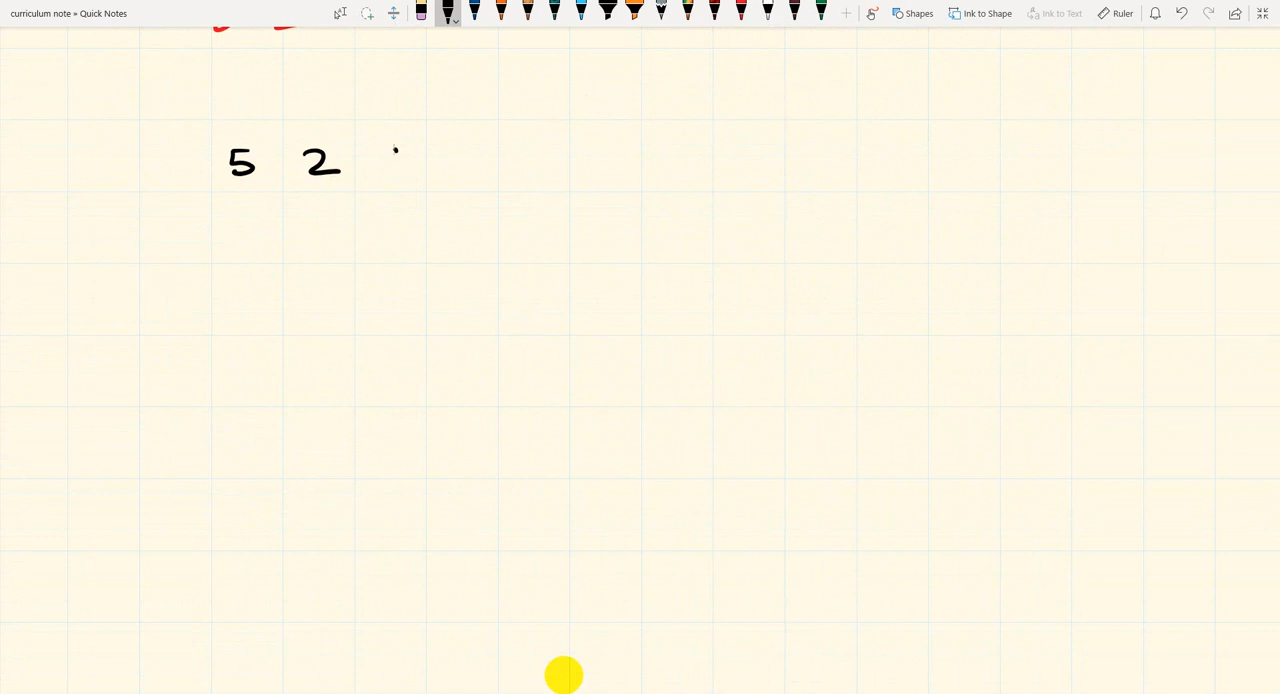 curriculum note » Quick Notes
Shapes Ink to Shape Ink to Text Ruler
5 2